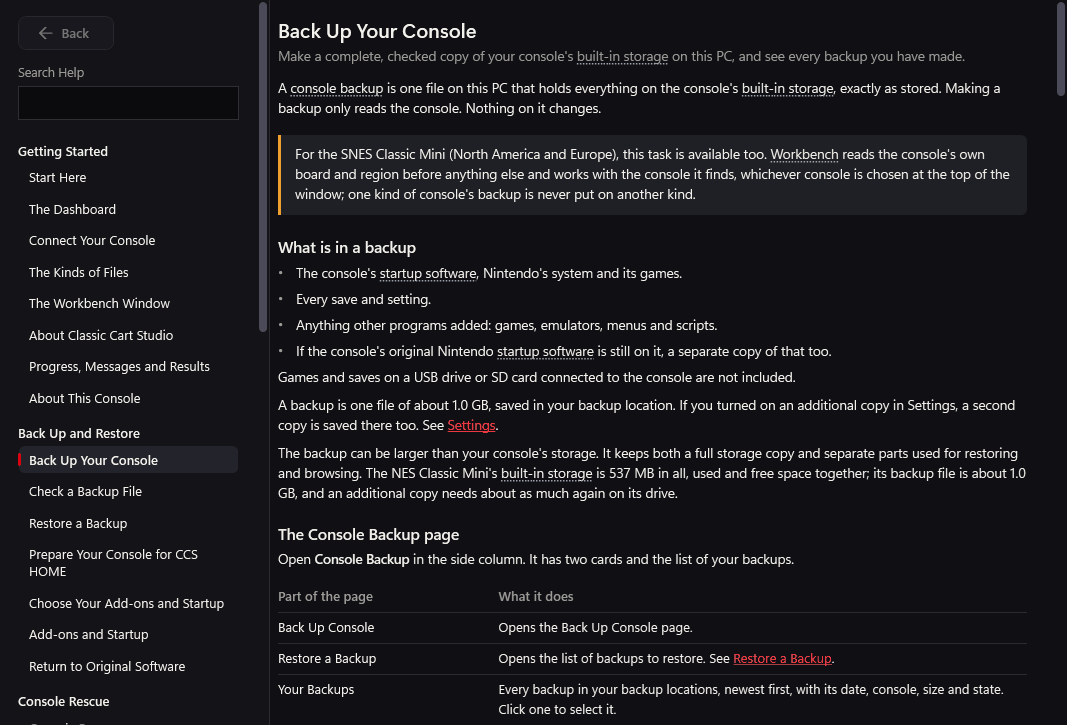 Back
Search Help
Getting Started
Start Here
The Dashboard
Connect Your Console
The Kinds of Files
The Workbench Window
About Classic Cart Studio
Progress, Messages and Results
About This Console
Back Up and Restore
Back Up Your Console
Check a Backup File
Restore a Backup
Prepare Your Console for CCS
HOME
Choose Your Add-ons and Startup
Add-ons and Startup
Return to Original Software
Console Rescue
Back Up Your Console
Make a complete, checked copy of your console's built-in storage on this PC, and see every backup you have made.
A console backup is one file on this PC that holds everything on the console's built-in storage, exactly as stored. Making a
backup only reads the console. Nothing on it changes.
For the SNES Classic Mini (North America and Europe), this task is available too. Workbench reads the console's own
board and region before anything else and works with the console it finds, whichever console is chosen at the top of the
window; one kind of console's backup is never put on another kind.
What is in a backup
• The console's startup software, Nintendo's system and its games.
• Every save and setting.
• Anything other programs added: games, emulators, menus and scripts.
• If the console's original Nintendo startup software is still on it, a separate copy of that too.
Games and saves on a USB drive or SD card connected to the console are not included.
A backup is one file of about 1.0 GB, saved in your backup location. If you turned on an additional copy in Settings, a second
copy is saved there too. See Settings.
The backup can be larger than your console's storage. It keeps both a full storage copy and separate parts used for restoring
and browsing. The NES Classic Mini's built-in storage is 537 MB in all, used and free space together; its backup file is about 1.0
GB, and an additional copy needs about as much again on its drive.
The Console Backup page
Open Console Backup in the side column. It has two cards and the list of your backups.
Part of the page What it does
Back Up Console Opens the Back Up Console page.
Restore a Backup Opens the list of backups to restore. See Restore a Backup.
Your Backups Every backup in your backup locations, newest first, with its date, console, size and state.
Click one to select it.